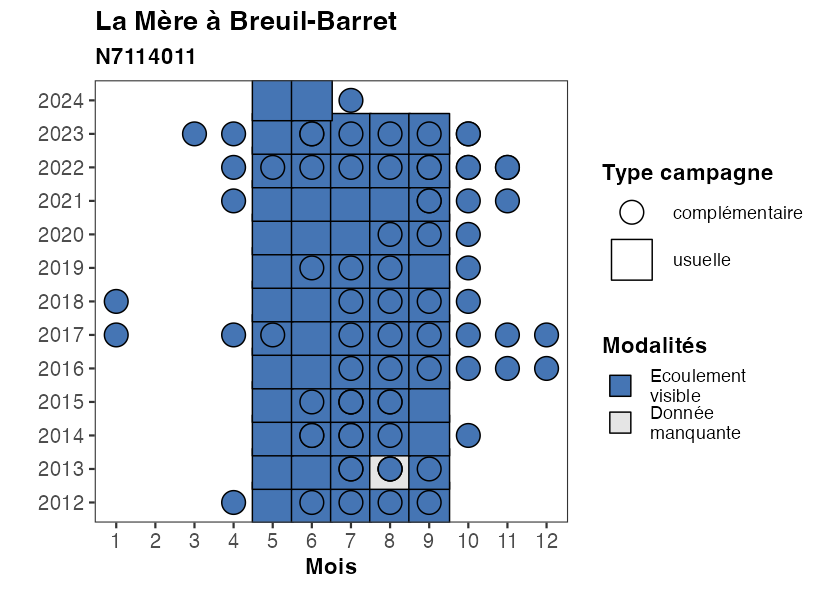 La Mère à Breuil-Barret
N7114011
2024
2023
2022
2021
2020
2019
2018
2017
2016
2015
2014
2013
2012
1 2 3 4 5 6 7 8 9 10 11 12
Mois
Type campagne
complémentaire
usuelle
Modalités
Ecoulement
visible
Donnée
manquante